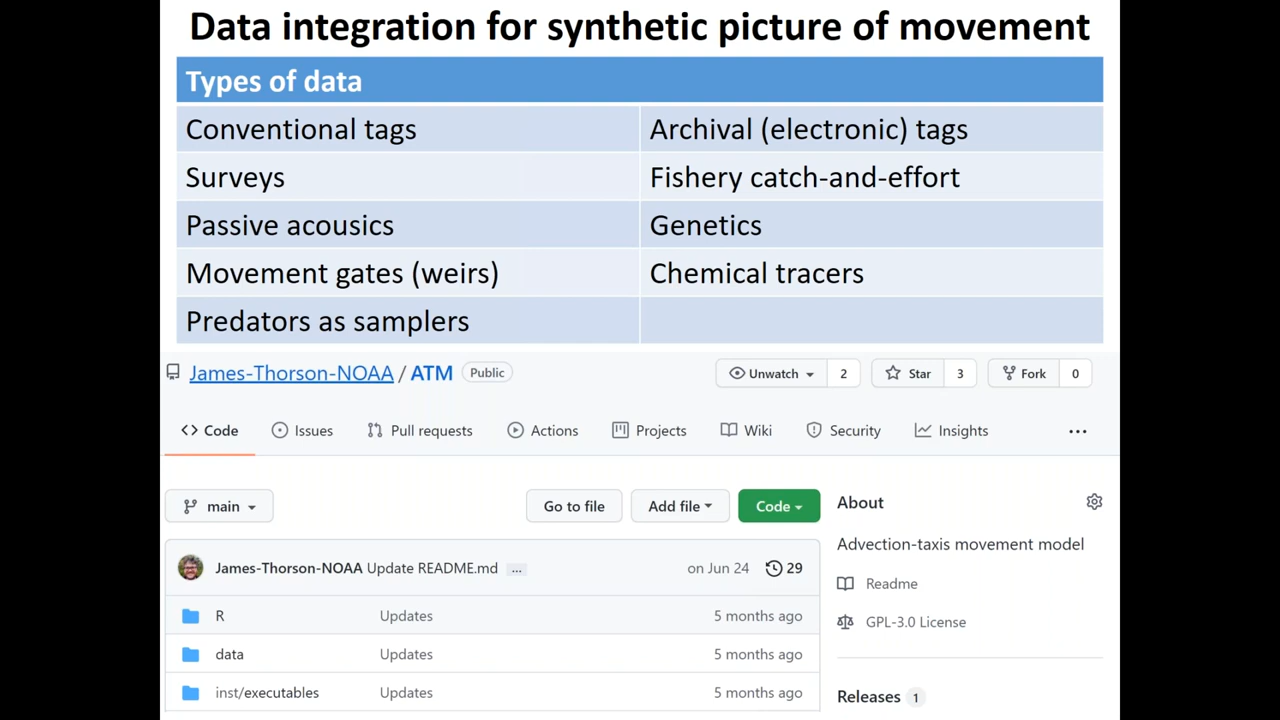 Data integration for synthetic picture of movement
Types of data
Conventional tags Archival (electronic) tags
Surveys Fishery catch-and-effort
Passive acousics Genetics
Movement gates (weirs) Chemical tracers
Predators as samplers
James-Thorson-NOAA / ATM Public Unwatch 2 Star 3 Fork 0
Code Issues Pull requests Actions Projects Wiki Security Insights ...
main Go to file Add file Code About
Advection-taxis movement model
James-Thorson-NOAA Update README.md ... on Jun 24 29
Readme
R Updates 5 months ago
GPL-3.0 License
data Updates 5 months ago
inst/executables Updates 5 months ago
Releases 1